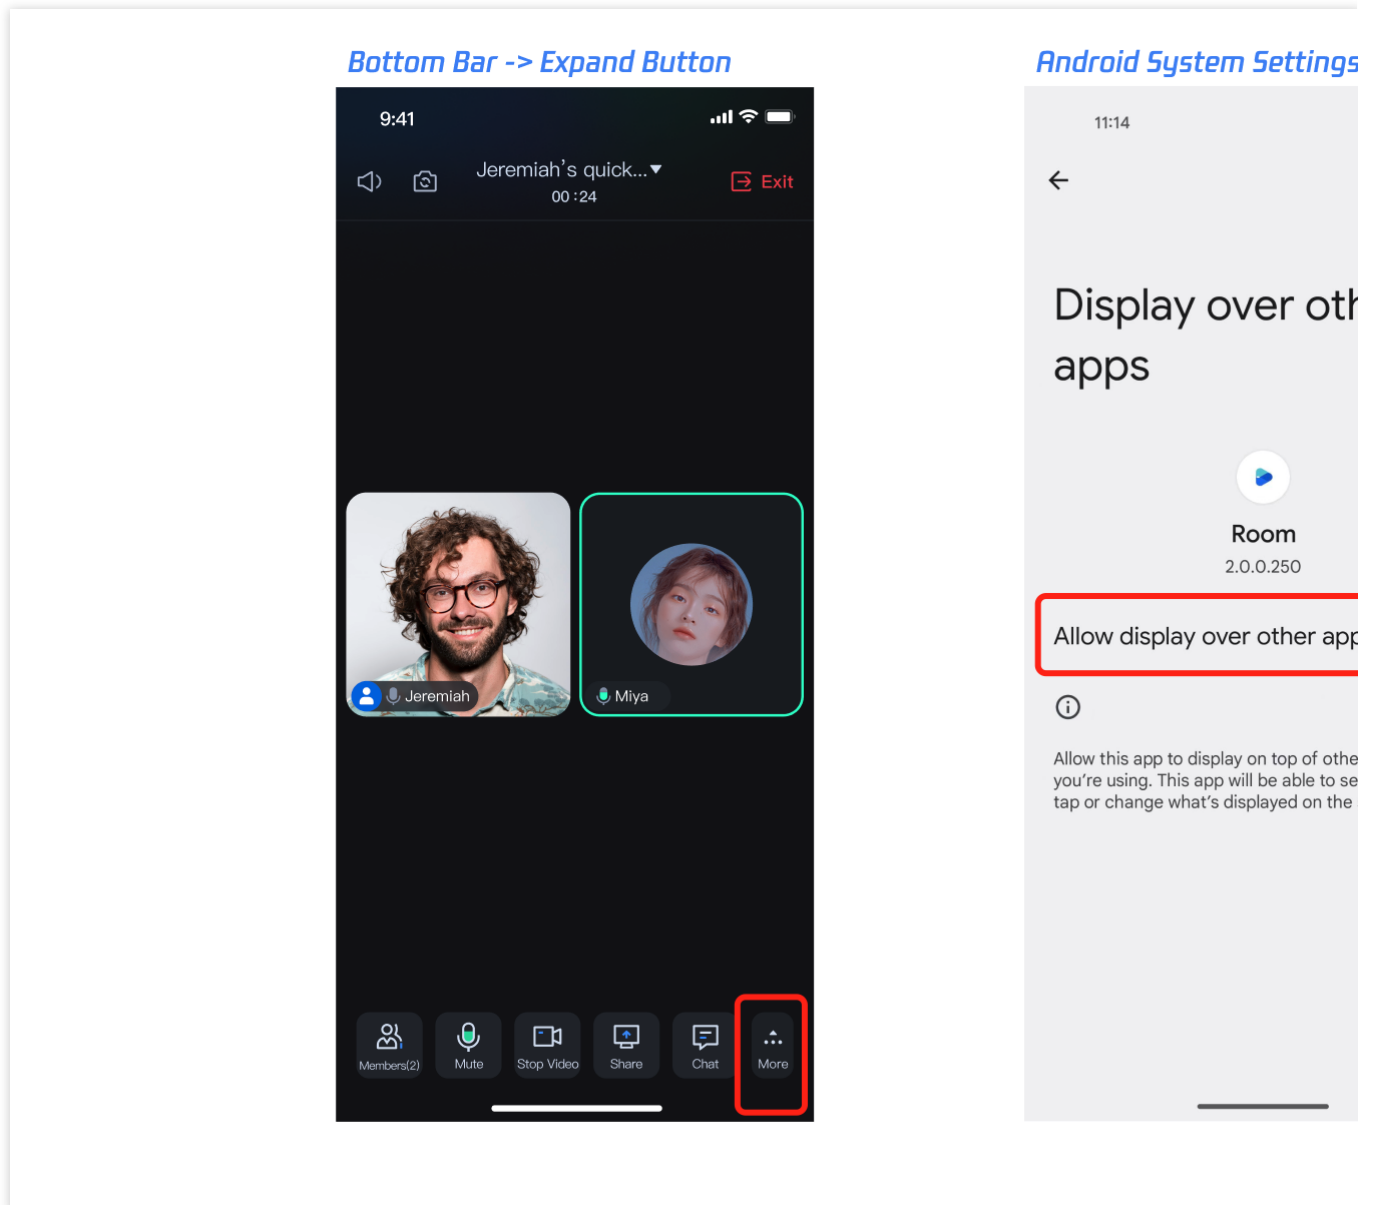 Bottom Bar -> Expand Button
9:41
Jeremiah's quick...▼
00:24
Exit
Jeremiah
Miya
Members(2)
Mute
Stop Video
Share
Chat
More
Android System Settings
11:14
Display over oth
apps
Room
2.0.0.250
Allow display over other app
Allow this app to display on top of othe
you're using. This app will be able to se
tap or change what's displayed on the